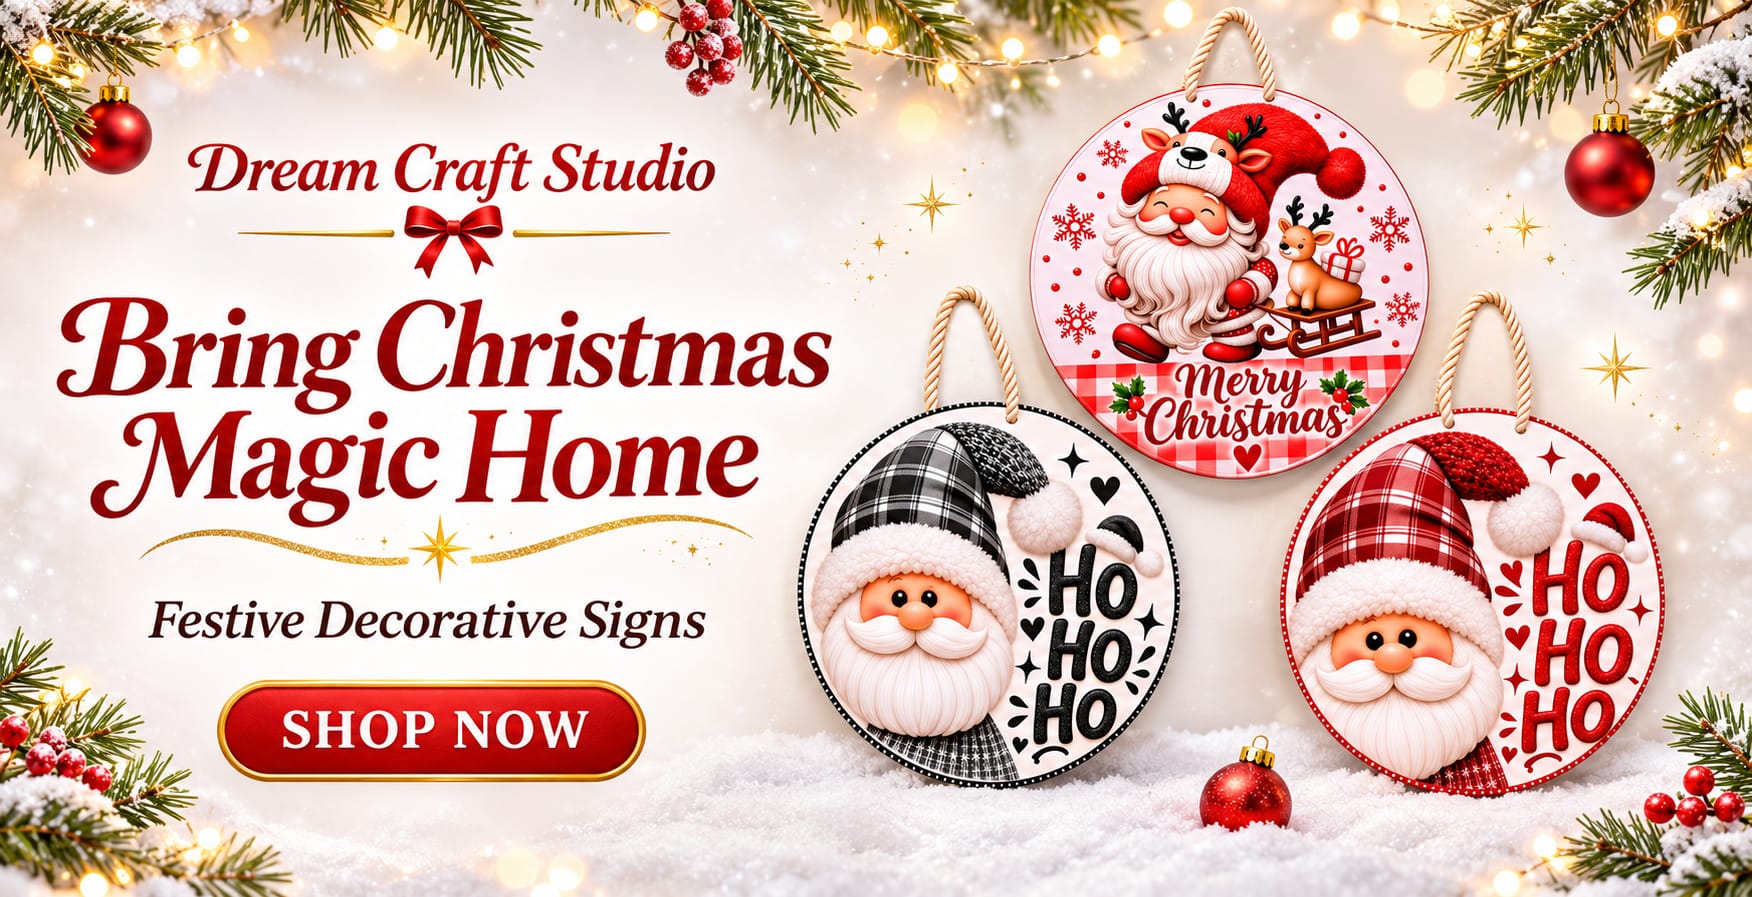 Dream Craft Studio
Bring Christmas
Magic Home
Festive Decorative Signs
SHOP NOW
Merry
Christmas
HO
HO
HO
HO
HO
HO